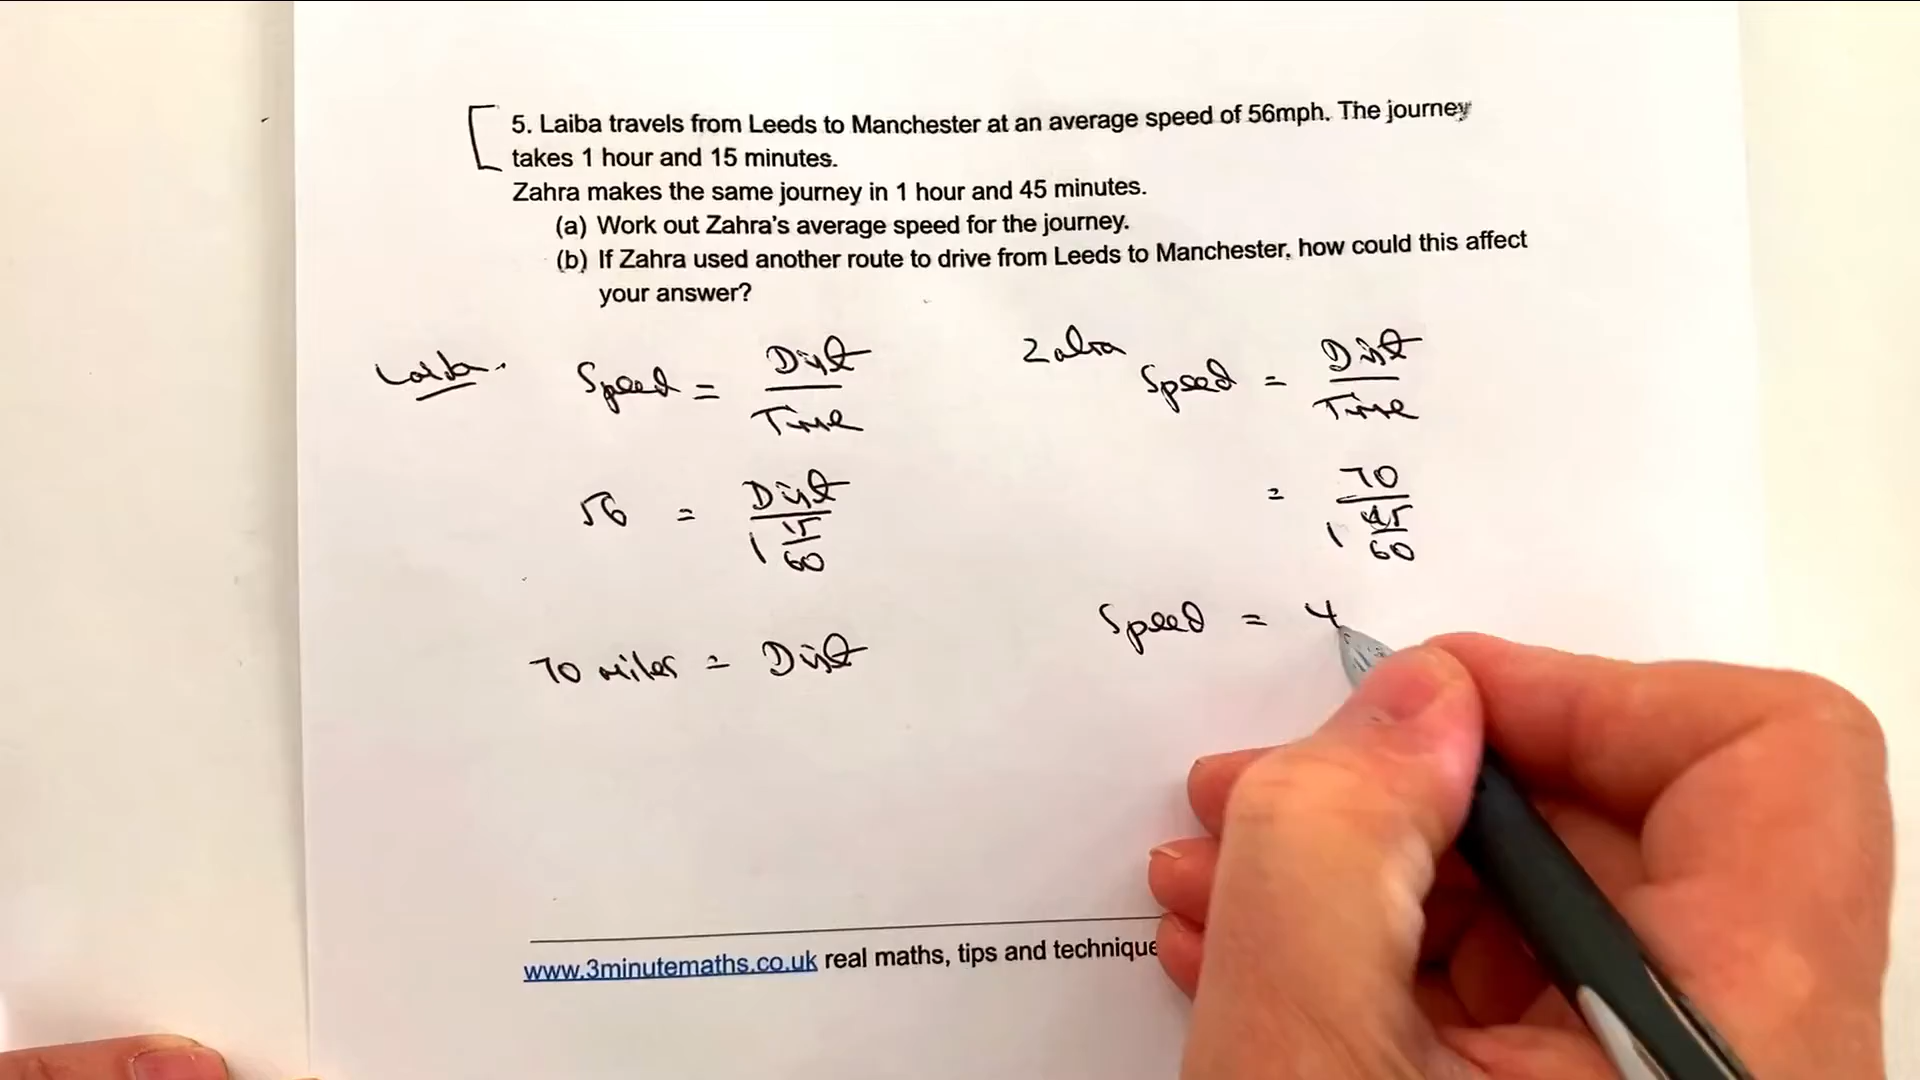 5. Laiba travels from Leeds to Manchester at an average speed of 56mph. The journey
takes 1 hour and 15 minutes.
Zahra makes the same journey in 1 hour and 45 minutes.
(a) Work out Zahra's average speed for the journey.
(b) If Zahra used another route to drive from Leeds to Manchester, how could this affect
your answer?
Laiba.
Speed = Dist / Time
56 = Dist / 1 15/60
70 miles = Dist
Zahra
Speed = Dist / Time
= 70 / 1 45/60
Speed = 4
www.3minutemaths.co.uk real maths, tips and technique